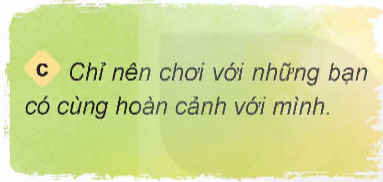 C Chỉ nên chơi với những bạn
có cùng hoàn cảnh với mình.